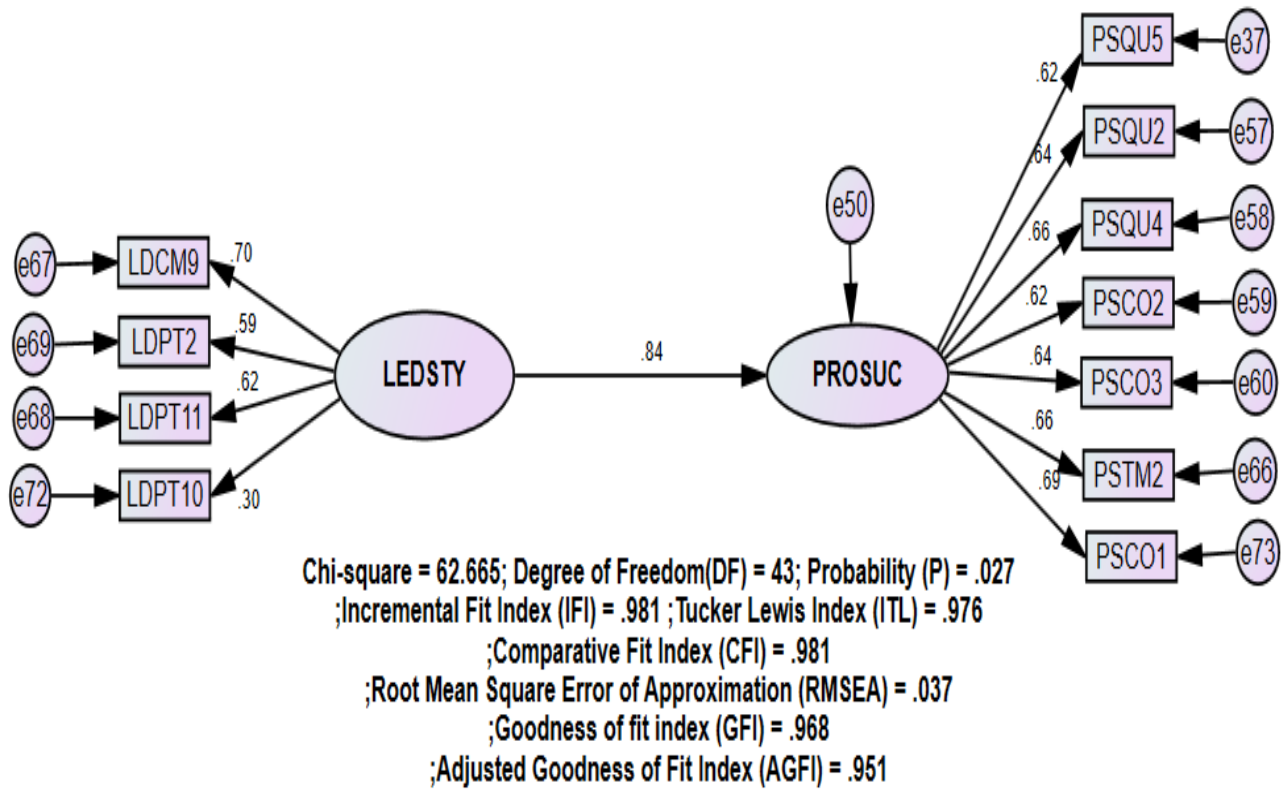 PSQU5
e37
.62
PSQU2
e57
.64
e50
PSQU4
e58
.66
e67
LDCM9
.70
PSCO2
e59
.62
e69
LDPT2
.59
LEDSTY
.84
PROSUC
PSCO3
e60
.64
e68
LDPT11
.62
PSTM2
e66
.66
e72
LDPT10
.30
PSCO1
e73
.69
Chi-square = 62.665; Degree of Freedom(DF) = 43; Probability (P) = .027
;Incremental Fit Index (IFI) = .981 ;Tucker Lewis Index (ITL) = .976
;Comparative Fit Index (CFI) = .981
;Root Mean Square Error of Approximation (RMSEA) = .037
;Goodness of fit index (GFI) = .968
;Adjusted Goodness of Fit Index (AGFI) = .951